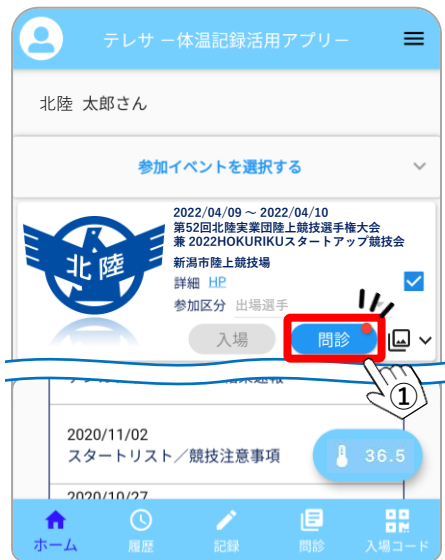 テレサ ー体温記録活用アプリー
北陸 太郎さん
参加イベントを選択する
2022/04/09 ～ 2022/04/10
第52回北陸実業団陸上競技選手権大会
兼 2022HOKURIKUスタートアップ競技会
北陸
新潟市陸上競技場
詳細 HP
参加区分 出場選手
入場
問診
①
2020/11/02
スタートリスト／競技注意事項
36.5
2020/10/27
ホーム
履歴
記録
問診
入場コード